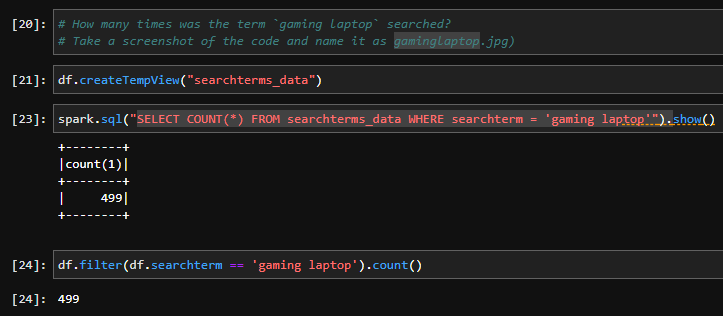 [20]: # How many times was the term `gaming laptop` searched?
# Take a screenshot of the code and name it as gaminglaptop.jpg)
[21]: df.createTempView("searchterms_data")
[23]: spark.sql("SELECT COUNT(*) FROM searchterms_data WHERE searchterm = 'gaming laptop'").show()
+--------+
|count(1)|
+--------+
|     499|
+--------+
[24]: df.filter(df.searchterm == 'gaming laptop').count()
[24]: 499